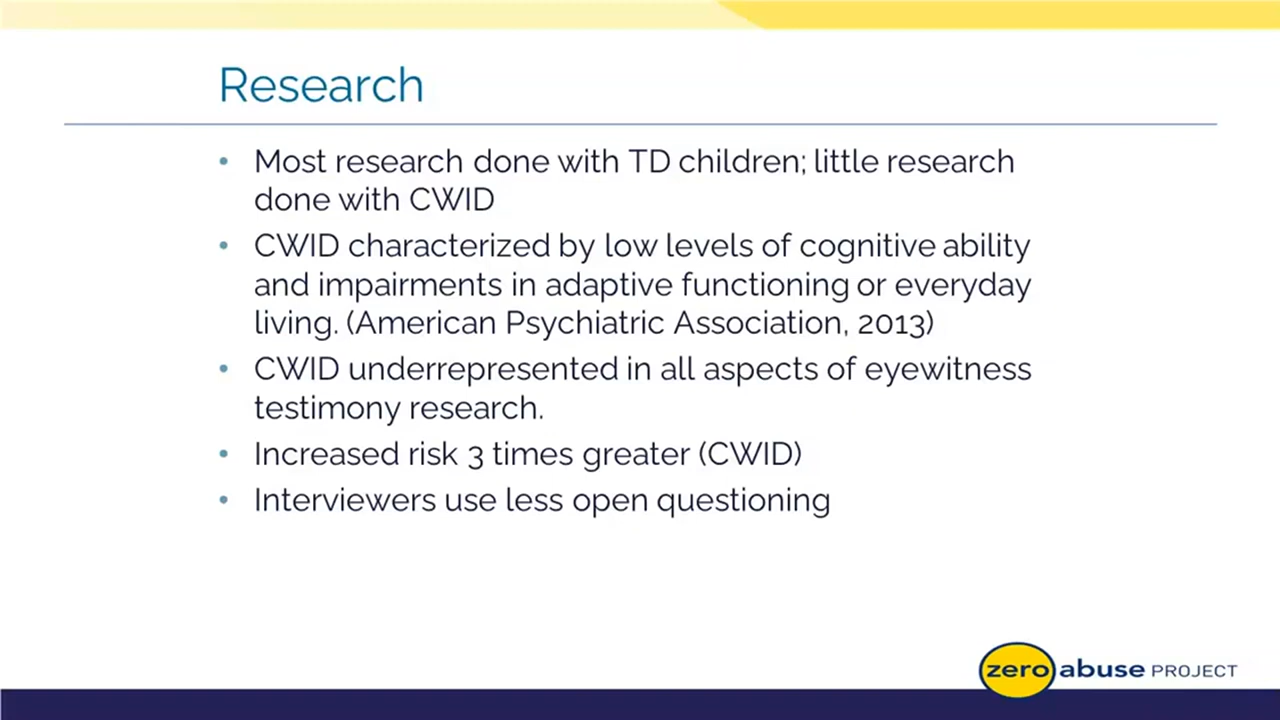 Research
• Most research done with TD children; little research
done with CWID
• CWID characterized by low levels of cognitive ability
and impairments in adaptive functioning or everyday
living. (American Psychiatric Association, 2013)
• CWID underrepresented in all aspects of eyewitness
testimony research.
• Increased risk 3 times greater (CWID)
• Interviewers use less open questioning
zero abuse PROJECT